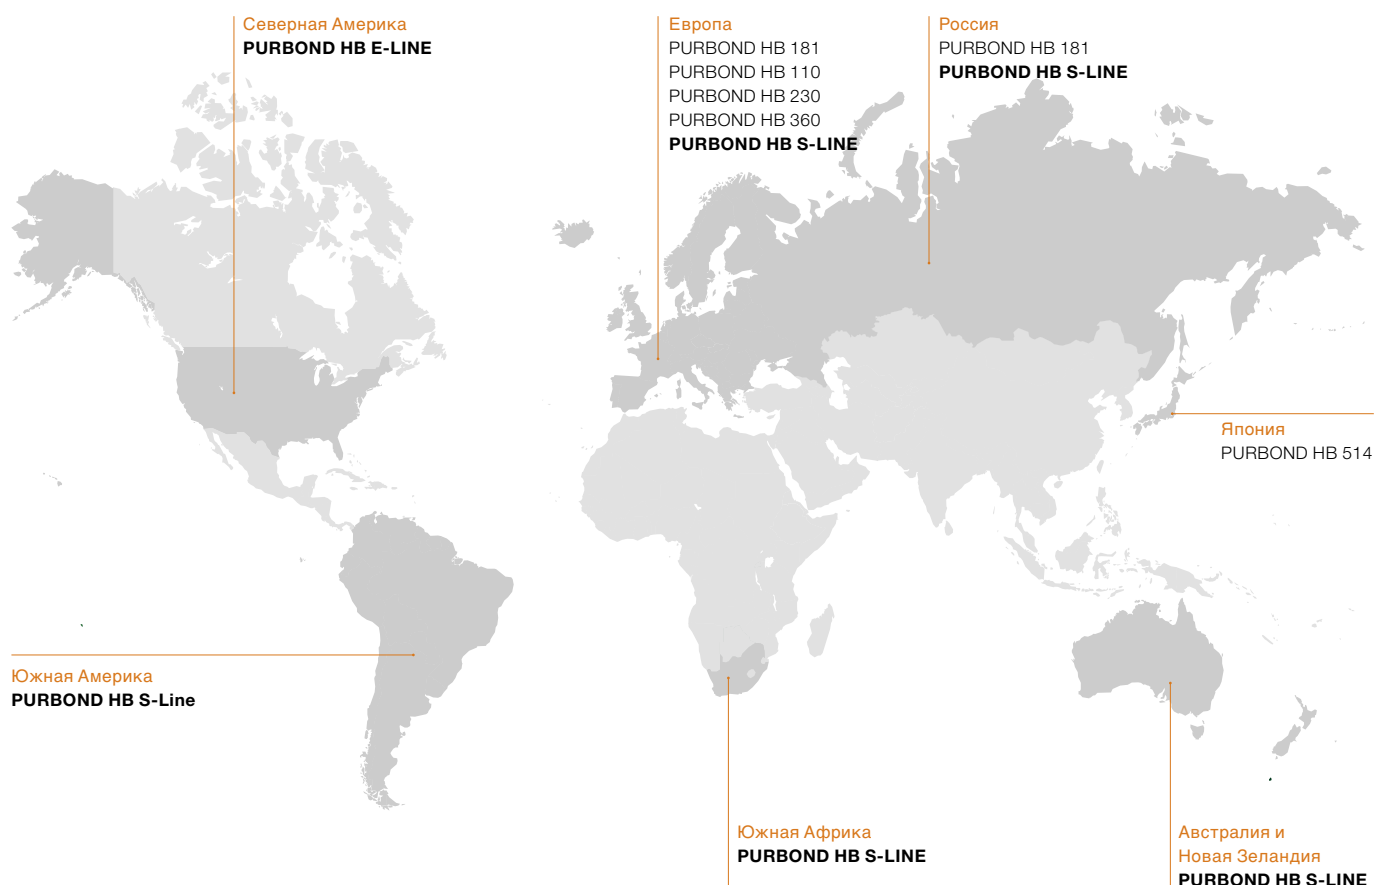 Северная Америка
PURBOND HB E-LINE
Европа
PURBOND HB 181
PURBOND HB 110
PURBOND HB 230
PURBOND HB 360
PURBOND HB S-LINE
Россия
PURBOND HB 181
PURBOND HB S-LINE
Япония
PURBOND HB 514
Южная Америка
PURBOND HB S-Line
Южная Африка
PURBOND HB S-LINE
Австралия и
Новая Зеландия
PURBOND HB S-LINE